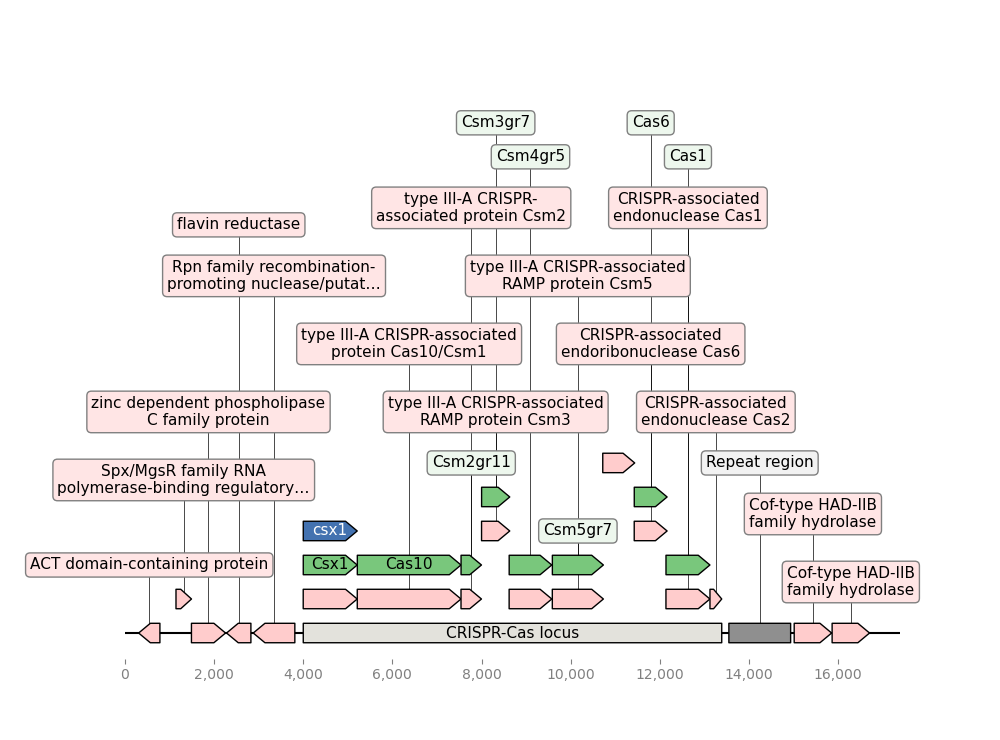 Csm3gr7
Cas6
Csm4gr5
Cas1
type III-A CRISPR-
associated protein Csm2
CRISPR-associated
endonuclease Cas1
flavin reductase
Rpn family recombination-
promoting nuclease/putat...
type III-A CRISPR-associated
RAMP protein Csm5
type III-A CRISPR-associated
protein Cas10/Csm1
CRISPR-associated
endoribonuclease Cas6
zinc dependent phospholipase
C family protein
type III-A CRISPR-associated
RAMP protein Csm3
CRISPR-associated
endonuclease Cas2
Spx/MgsR family RNA
polymerase-binding regulatory...
Csm2gr11
Repeat region
Cof-type HAD-IIB
family hydrolase
csx1
Csm5gr7
ACT domain-containing protein
Csx1
Cas10
Cof-type HAD-IIB
family hydrolase
CRISPR-Cas locus
0 2,000 4,000 6,000 8,000 10,000 12,000 14,000 16,000